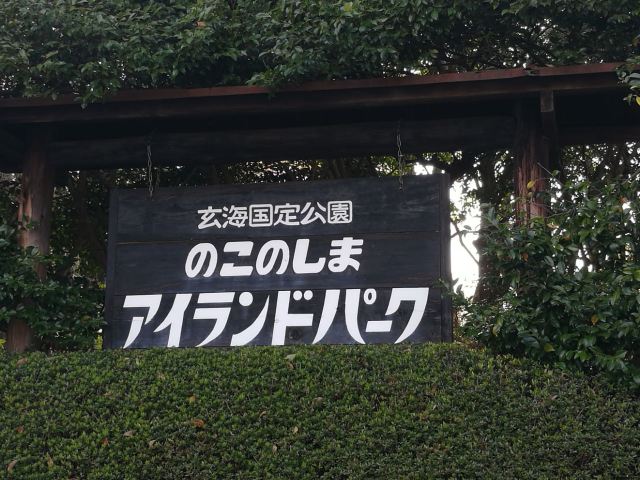 玄海国定公園
のこのしま
アイランドパーク